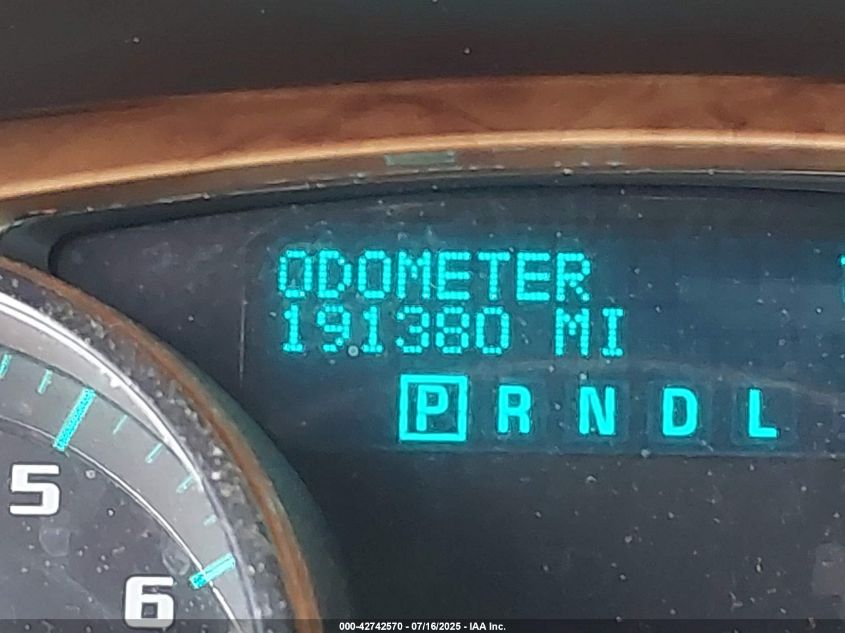 ODOMETER
191380 MI
P R N D L
5
6
000-42742570 - 07/16/2025 - IAA Inc.